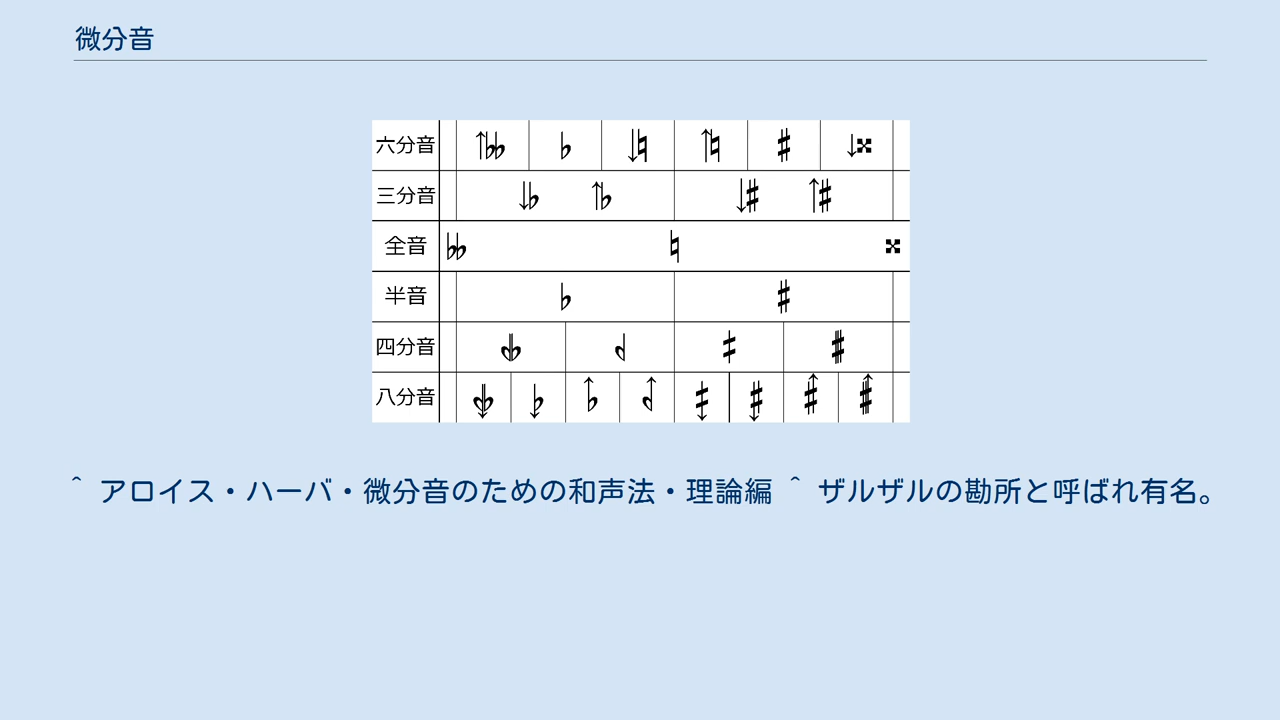 微分音
六分音
三分音
全音
半音
四分音
八分音
^ アロイス・ハーバ・微分音のための和声法・理論編 ^ ザルザルの勘所と呼ばれ有名。